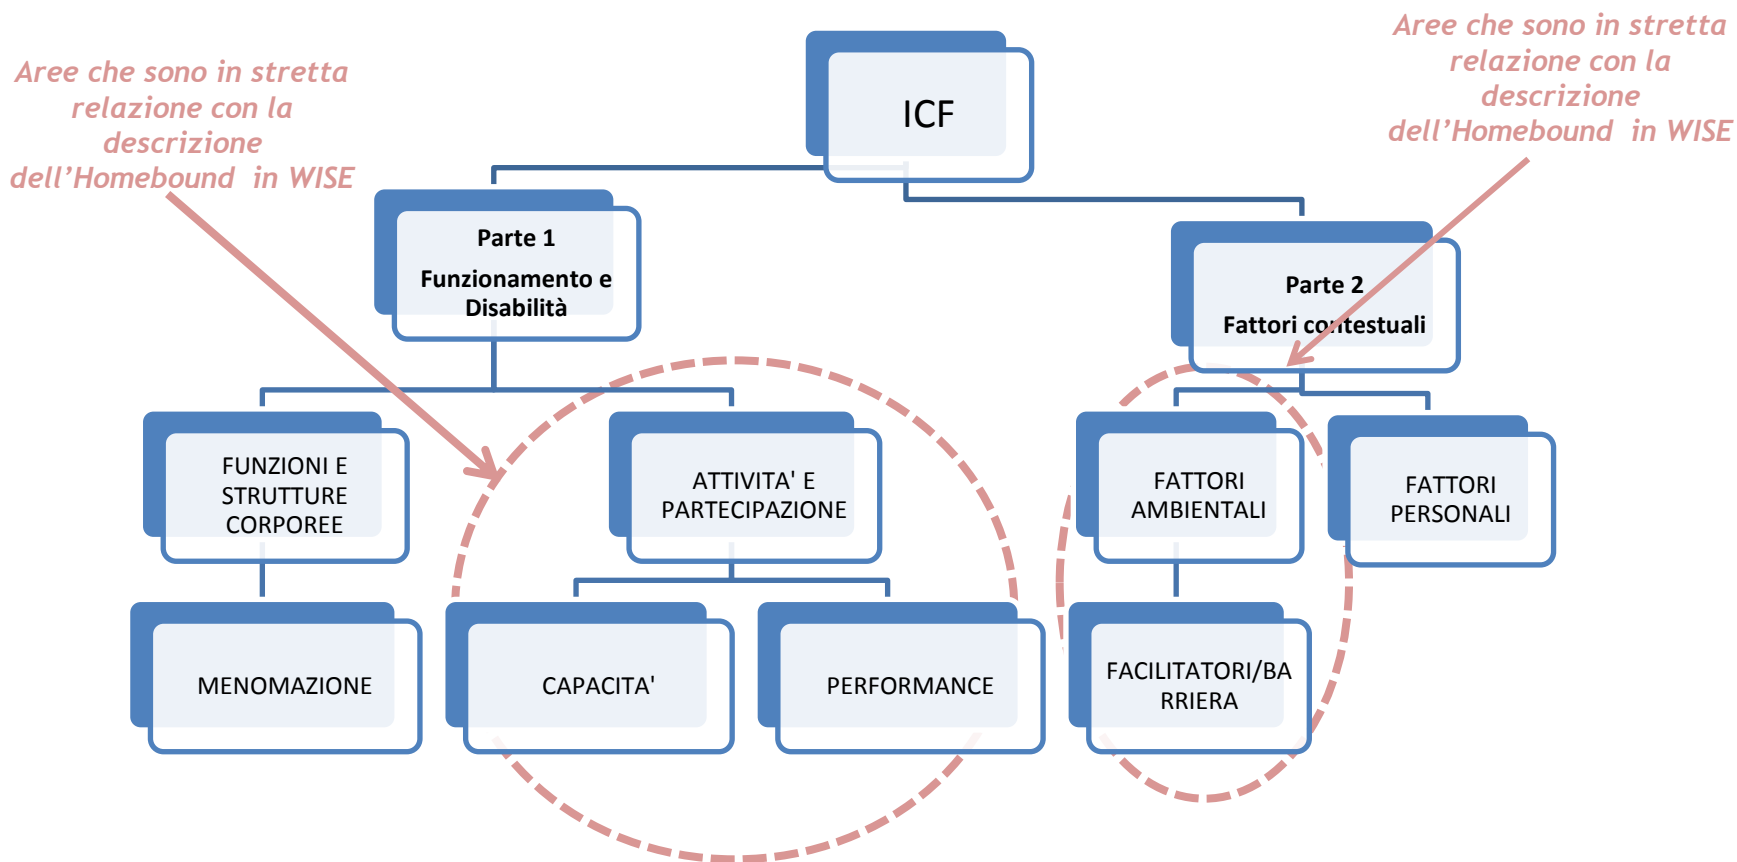 Aree che sono in stretta
relazione con la
descrizione
dell'Homebound in WISE
Aree che sono in stretta
relazione con la
descrizione
dell'Homebound in WISE
ICF
Parte 1
Funzionamento e
Disabilità
Parte 2
Fattori contestuali
FUNZIONI E
STRUTTURE
CORPOREE
ATTIVITA' E
PARTECIPAZIONE
FATTORI
AMBIENTALI
FATTORI
PERSONALI
MENOMAZIONE
CAPACITA'
PERFORMANCE
FACILITATORI/BA
RRIERA